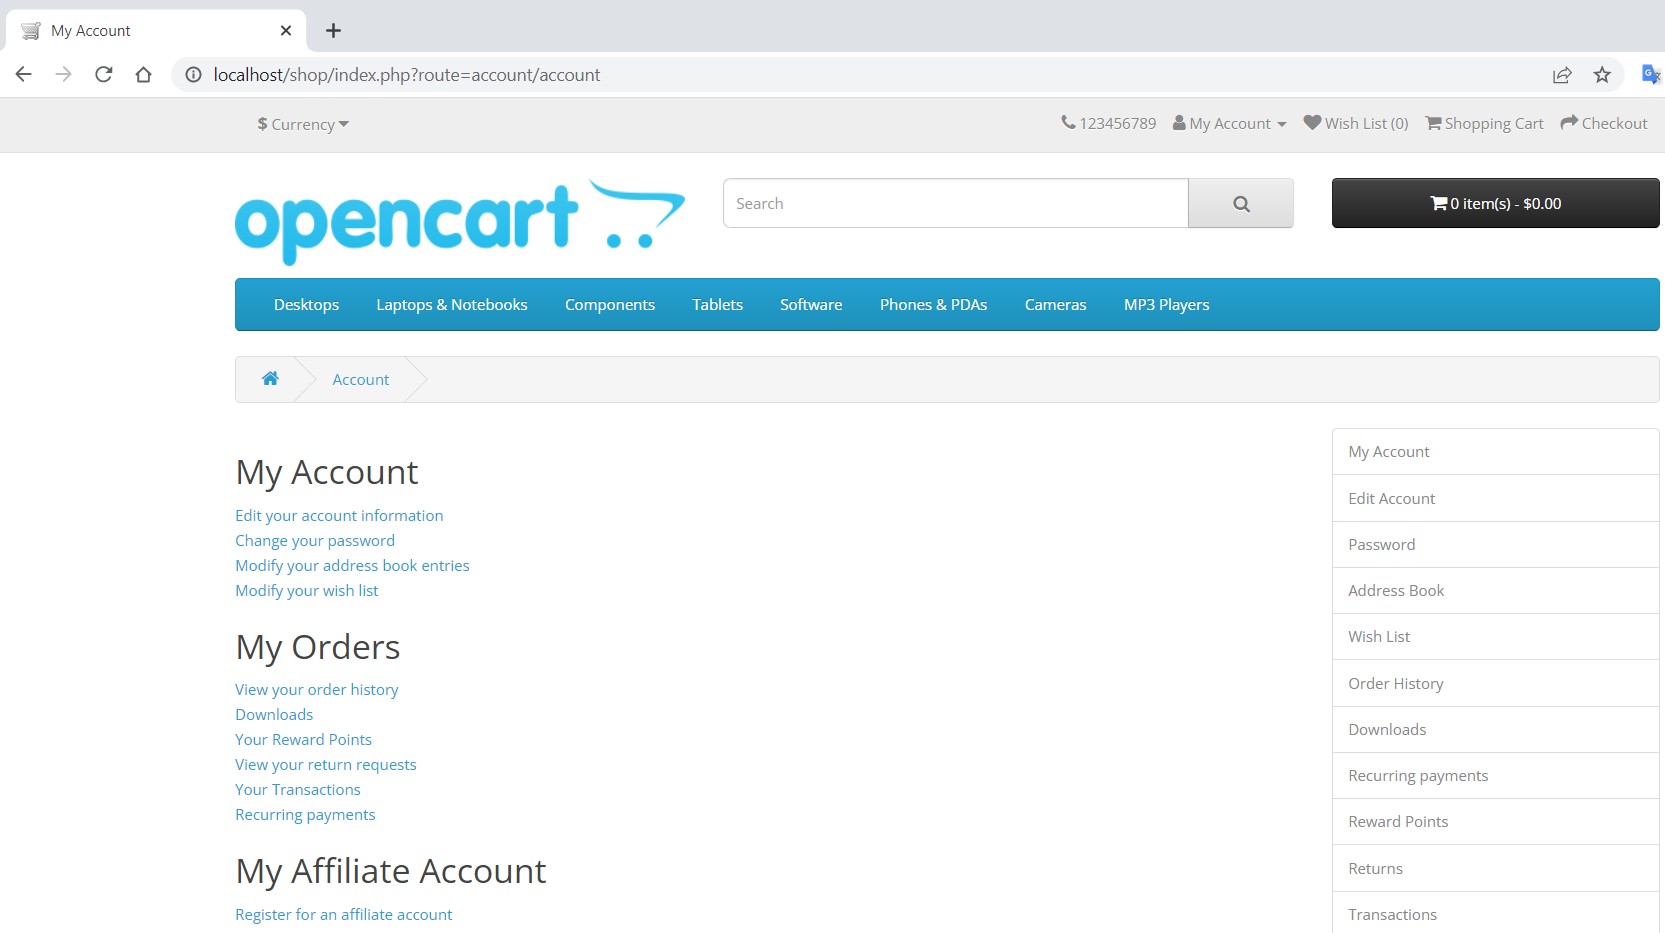 My Account
localhost/shop/index.php?route=account/account
$ Currency
123456789 My Account Wish List (0) Shopping Cart Checkout
opencart
Search
0 item(s) - $0.00
Desktops Laptops & Notebooks Components Tablets Software Phones & PDAs Cameras MP3 Players
Account
My Account
Edit your account information
Change your password
Modify your address book entries
Modify your wish list
My Orders
View your order history
Downloads
Your Reward Points
View your return requests
Your Transactions
Recurring payments
My Affiliate Account
Register for an affiliate account
My Account
Edit Account
Password
Address Book
Wish List
Order History
Downloads
Recurring payments
Reward Points
Returns
Transactions